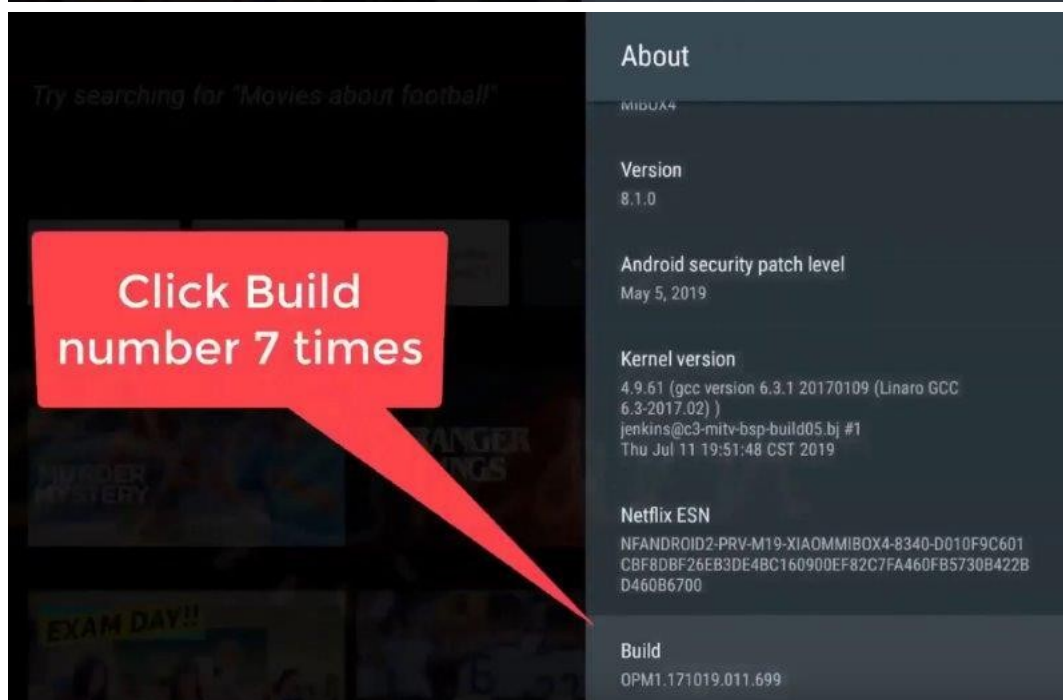 About
Try searching for "Movies about football"
MIBOX4
Version
8.1.0
Android security patch level
May 5, 2019
Kernel version
4.9.61 (gcc version 6.3.1 20170109 (Linaro GCC
6.3-2017.02) )
jenkins@c3-mitv-bsp-build05.bj #1
Thu Jul 11 19:51:48 CST 2019
Netflix ESN
NFANDROID2-PRV-M19-XIAOMMIBOX4-8340-D010F9C601
CBF8DBF26EB3DE4BC160900EF82C7FA460FB5730B422B
D460B6700
Build
OPM1.171019.011.699
Click Build
number 7 times
MURDER
MYSTERY
STRANGER
THINGS
EXAM DAY!!